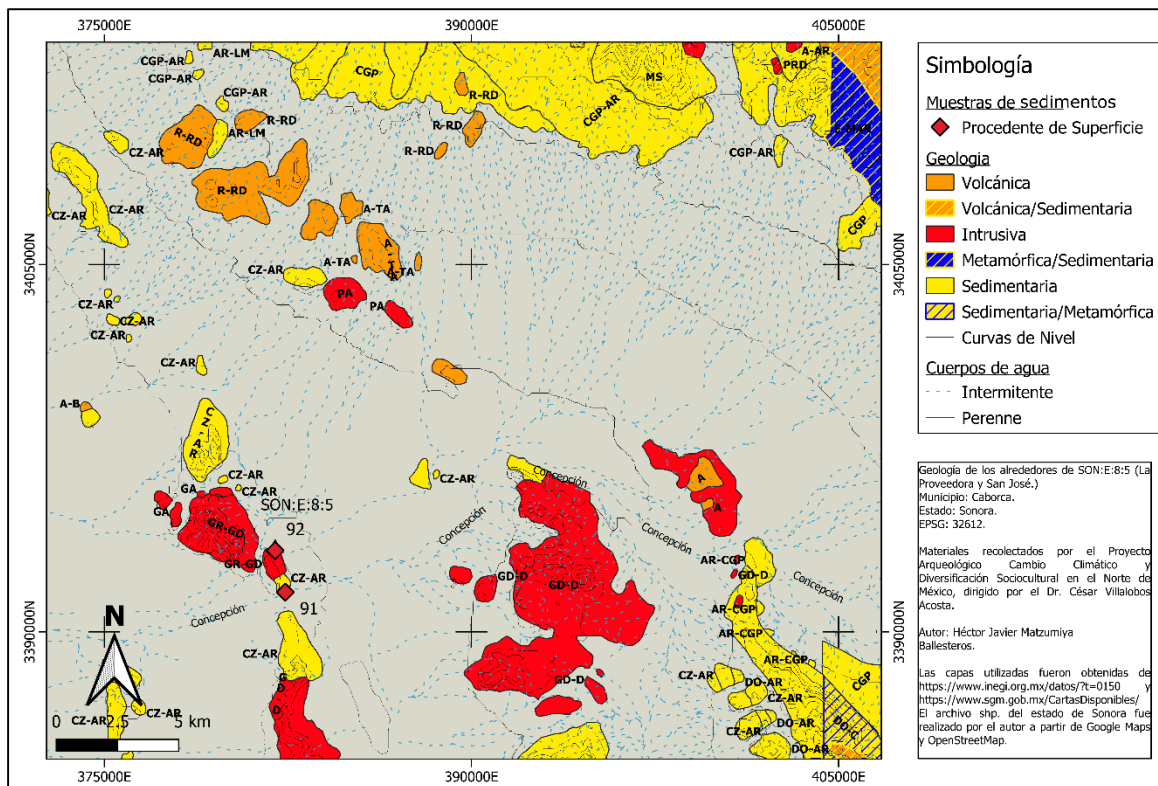 375000E
390000E
405000E
AR-LM
A-AR
CGP-AR
PRD
CGP
MS
CGP-AR
R-RD
CGP-AR
CGP-AR
R-RD
R-RD
AR-LM
R-RD
CZ-AR
R-RD
CGP-AR
R-RD
CZ-AR
A-TA
CZ-AR
CGP
3405000N
A-TA
A-TA
3405000N
CZ-AR
PA
PA
CZ-AR
CZ-AR
CZ-AR
CZ-AR
A-B
CZ-AR
CZ-AR
Concepción
CZ-AR
CZ-AR
GA
A
SON:E:8:5
GA
A
92
GR-GD
Concepción
Concepción
GR-GD
AR-CGP
CZ-AR
GD-D
GD-D
GD-D
Concepción
91
Concepción
AR-CGP
3390000N
AR-CGP
3390000N
N
CZ-AR
AR-CGP
CZ-AR
DO-AR
CGP
GD-D
GD-D
CZ-AR
CZ-AR
CZ-AR
0 2.5 5 km
DO-AR
DO-C
CZ-AR
DO-AR
375000E
390000E
405000E
Simbología
Muestras de sedimentos
Procedente de Superficie
Geologia
Volcánica
Volcánica/Sedimentaria
Intrusiva
Metamórfica/Sedimentaria
Sedimentaria
Sedimentaria/Metamórfica
Curvas de Nivel
Cuerpos de agua
Intermitente
Perenne
Geología de los alrededores de SON:E:8:5 (La
Proveedora y San José.)
Municipio: Caborca.
Estado: Sonora.
EPSG: 32612.
Materiales recolectados por el Proyecto
Arqueológico Cambio Climático y
Diversificación Sociocultural en el Norte de
México, dirigido por el Dr. César Villalobos
Acosta.
Autor: Héctor Javier Matzumiya
Ballesteros.
Las capas utilizadas fueron obtenidas de
https://www.inegi.org.mx/datos/?t=0150 y
https://www.sgm.gob.mx/CartasDisponibles/
El archivo shp. del estado de Sonora fue
realizado por el autor a partir de Google Maps
y OpenStreetMap.